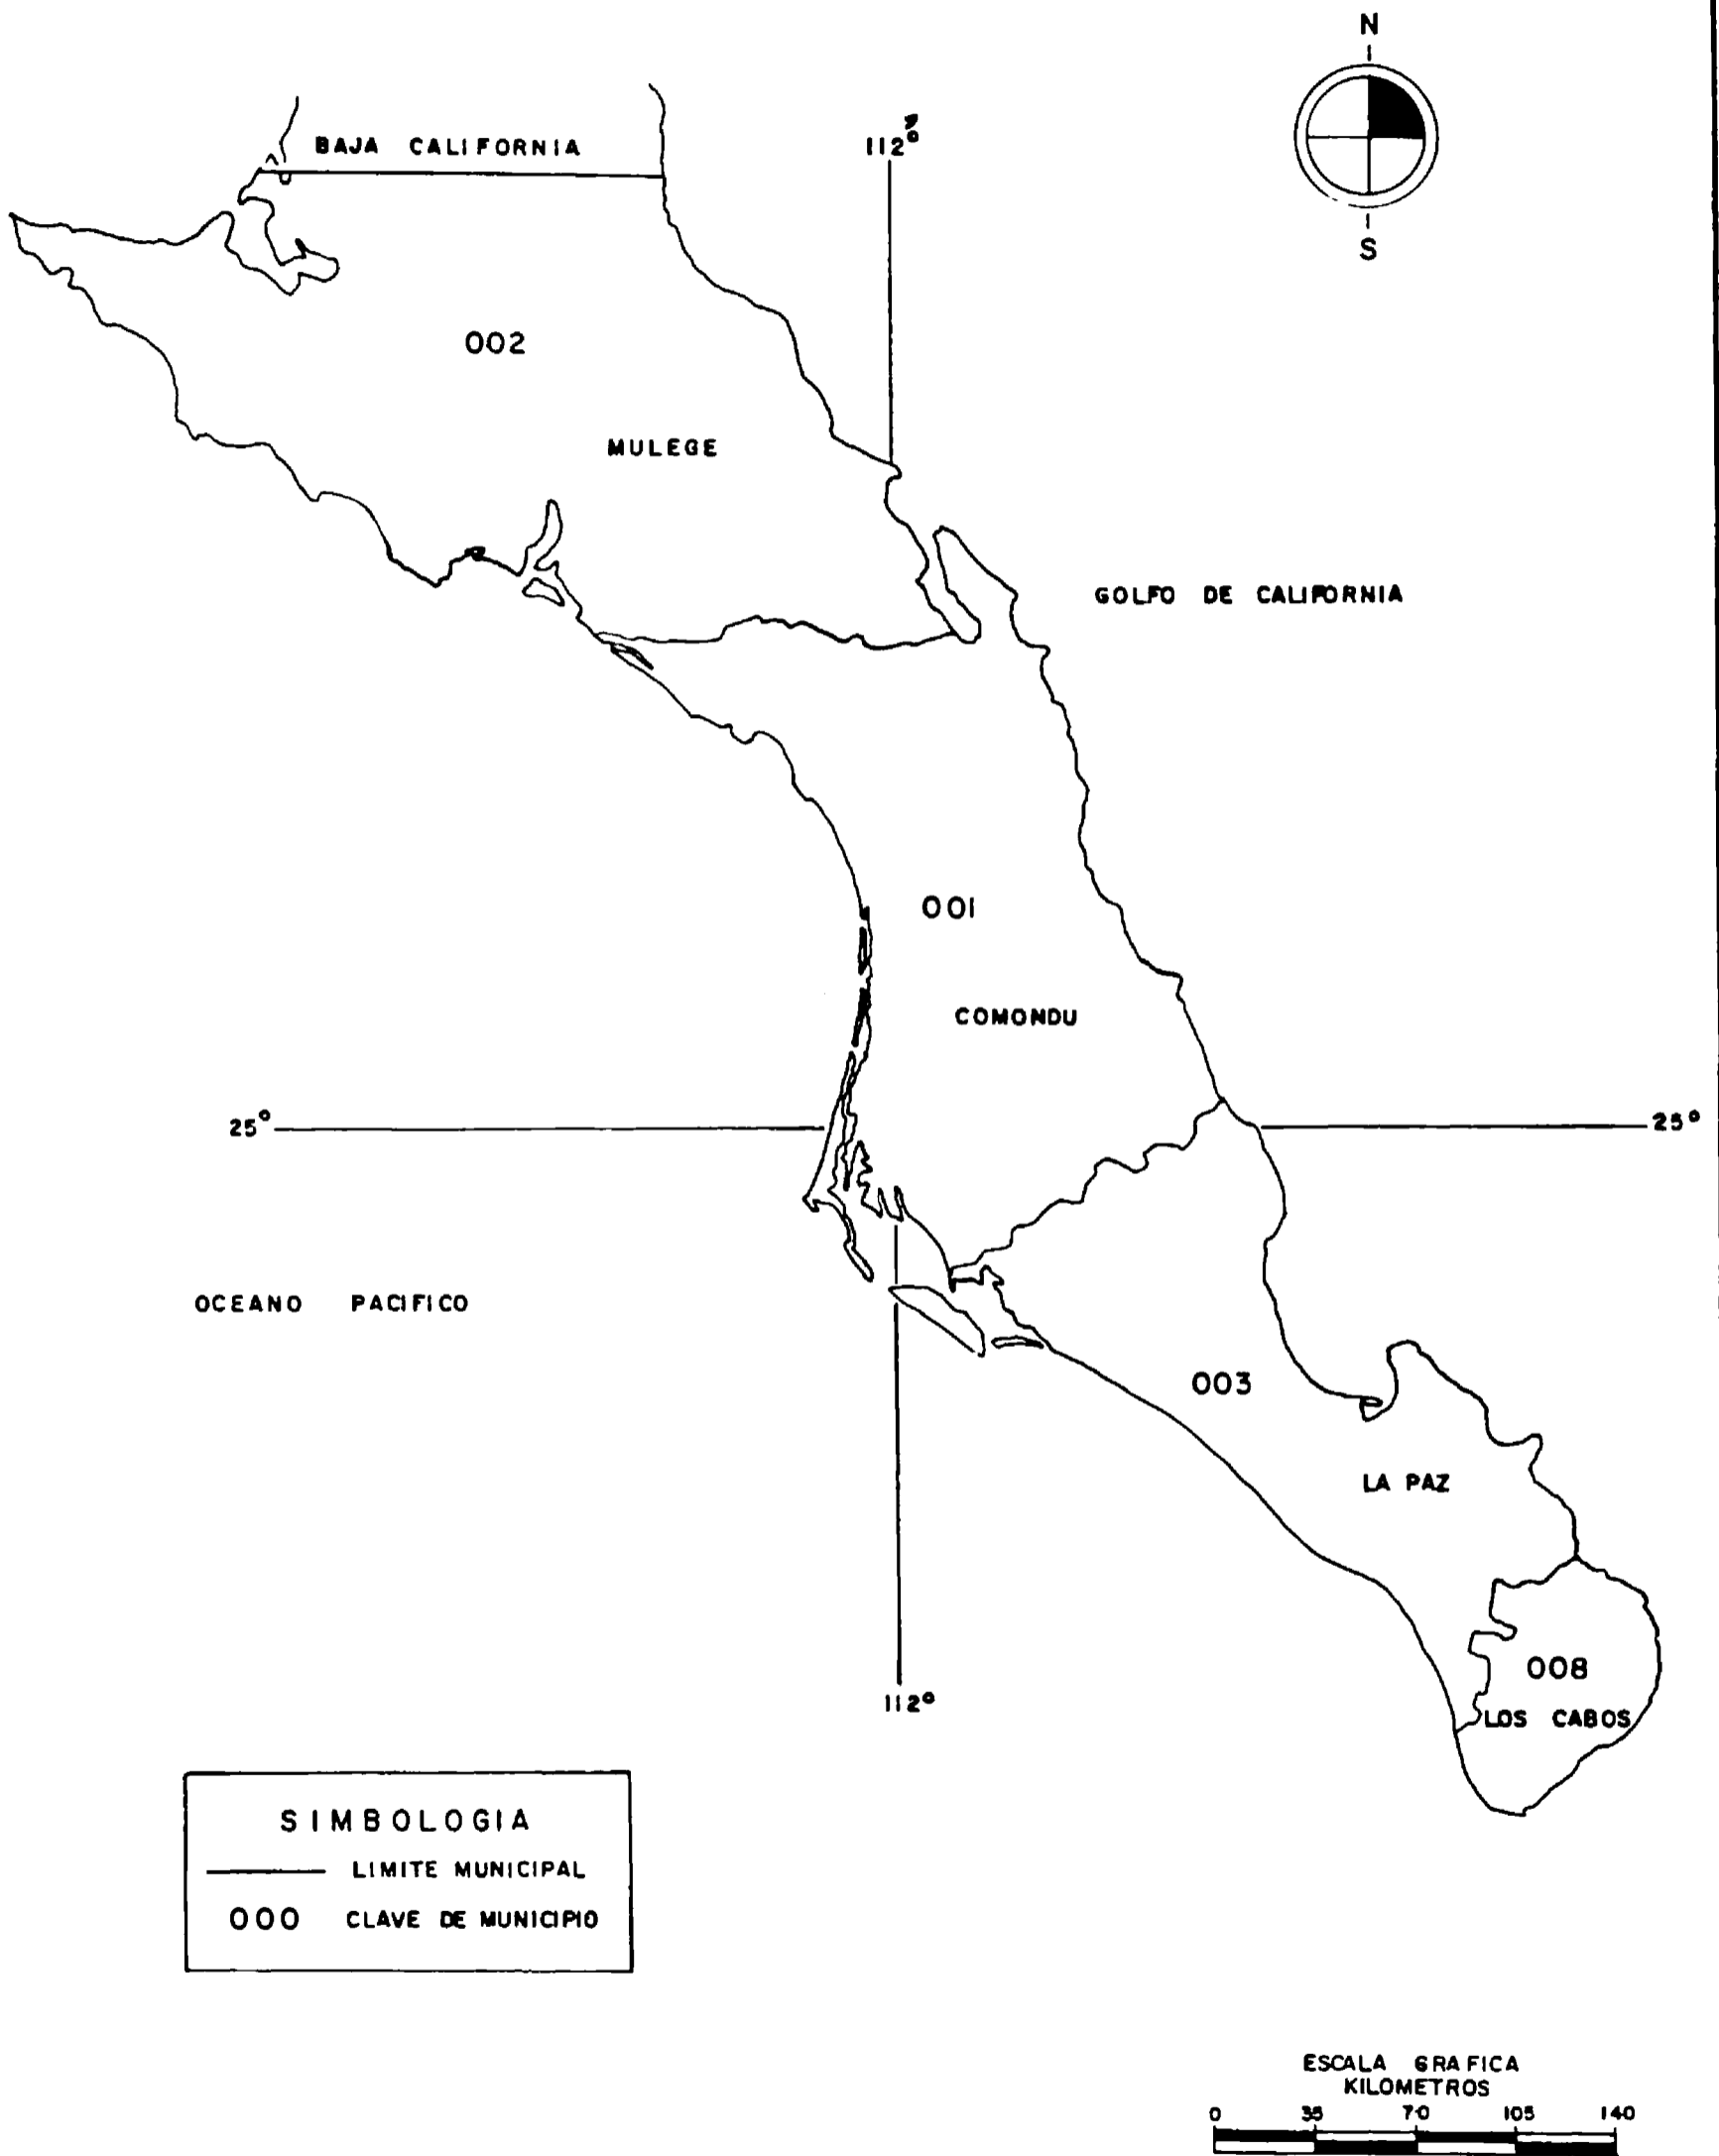 N
BAJA CALIFORNIA
112°
S
002
MULEGE
GOLFO DE CALIFORNIA
001
COMONDU
25°
25°
OCEANO PACIFICO
003
LA PAZ
008
LOS CABOS
112°
SIMBOLOGIA
LIMITE MUNICIPAL
000 CLAVE DE MUNICIPIO
ESCALA GRAFICA
KILOMETROS
0 35 70 105 140